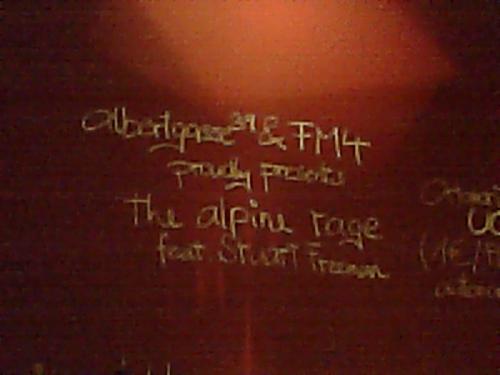 albertgasse 39 & FM4
proudly presents
The alpine rage
feat. Stuart Freeman